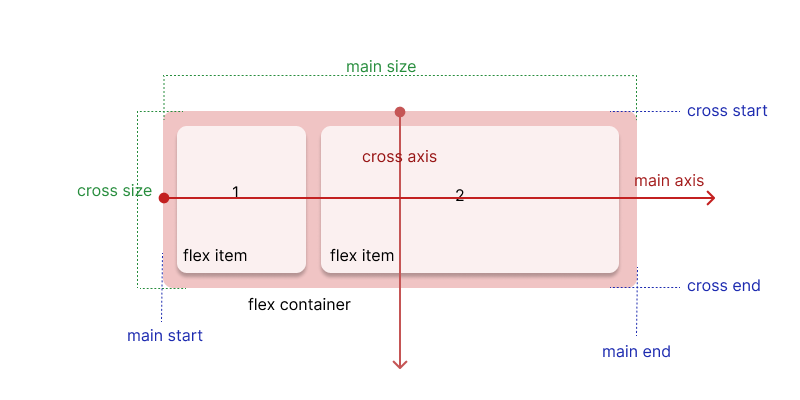 main size
cross start
cross axis
main axis
cross size
1
2
flex item
flex item
cross end
flex container
main start
main end